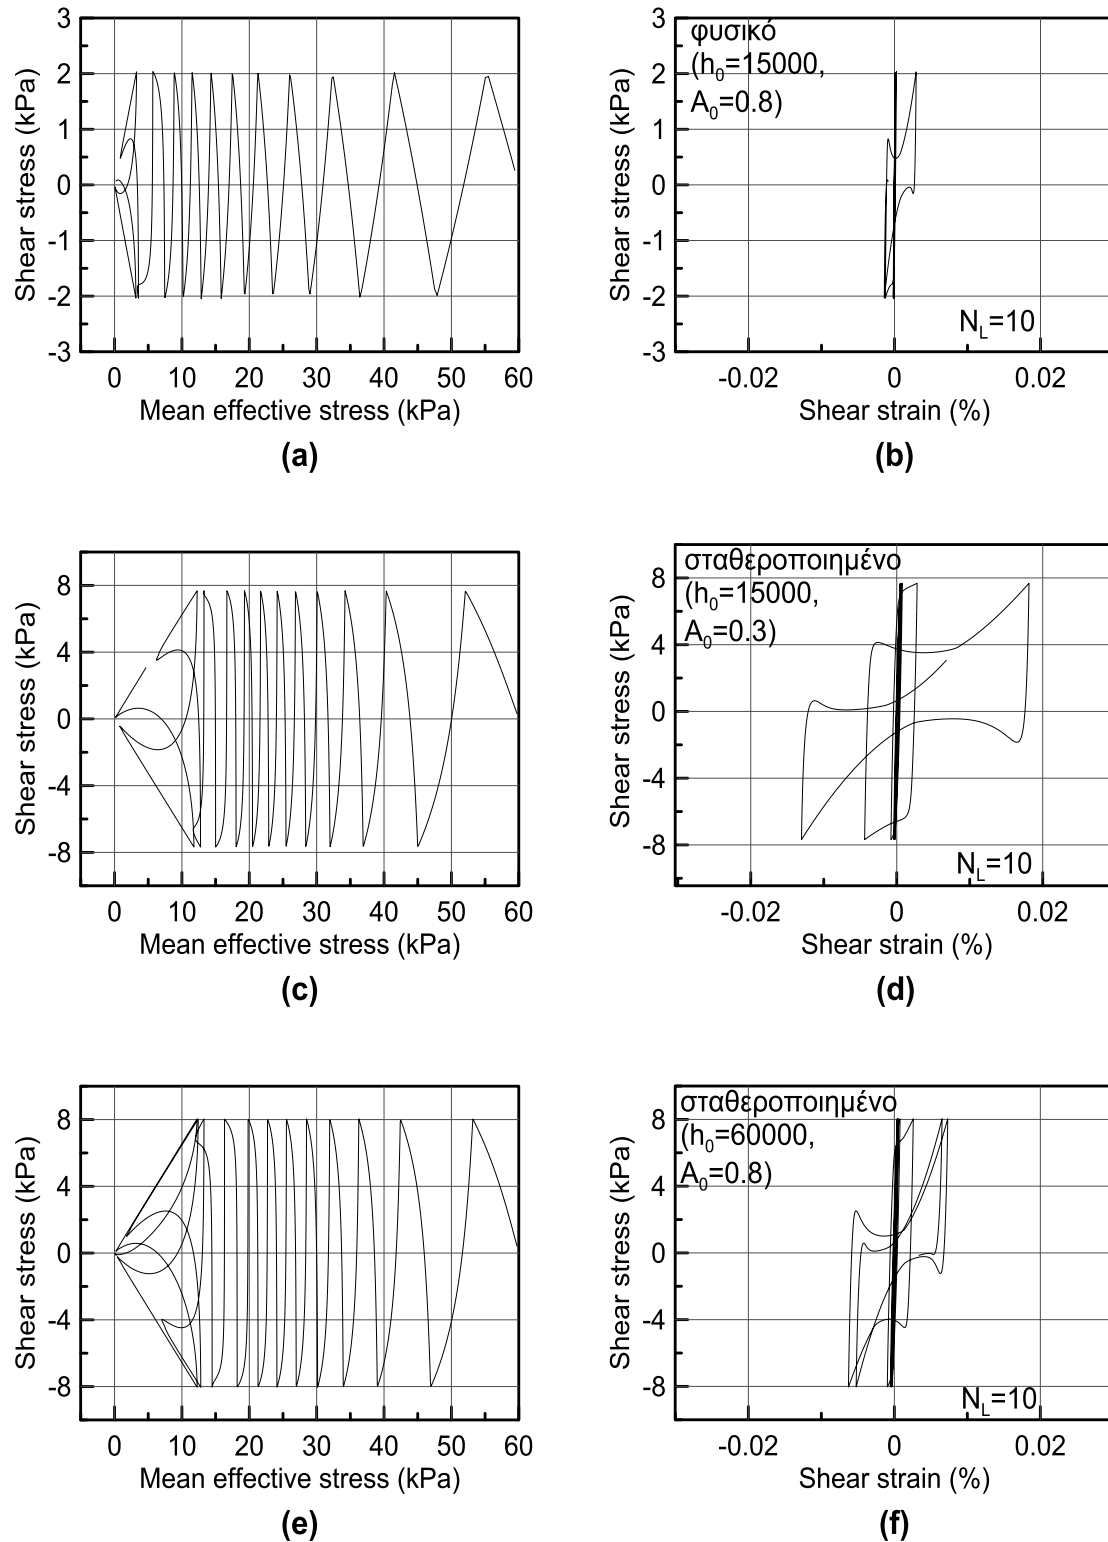 3
2
1
0
-1
-2
-3
Shear stress (kPa)
0 10 20 30 40 50 60
Mean effective stress (kPa)
(a)
φυσικό
(h₀=15000,
A₀=0.8)
N_L=10
3
2
1
0
-1
-2
-3
Shear stress (kPa)
-0.02 0 0.02
Shear strain (%)
(b)
8
4
0
-4
-8
Shear stress (kPa)
0 10 20 30 40 50 60
Mean effective stress (kPa)
(c)
σταθεροποιημένο
(h₀=15000,
A₀=0.3)
N_L=10
8
4
0
-4
-8
Shear stress (kPa)
-0.02 0 0.02
Shear strain (%)
(d)
8
4
0
-4
-8
Shear stress (kPa)
0 10 20 30 40 50 60
Mean effective stress (kPa)
(e)
σταθεροποιημένο
(h₀=60000,
A₀=0.8)
N_L=10
8
4
0
-4
-8
Shear stress (kPa)
-0.02 0 0.02
Shear strain (%)
(f)